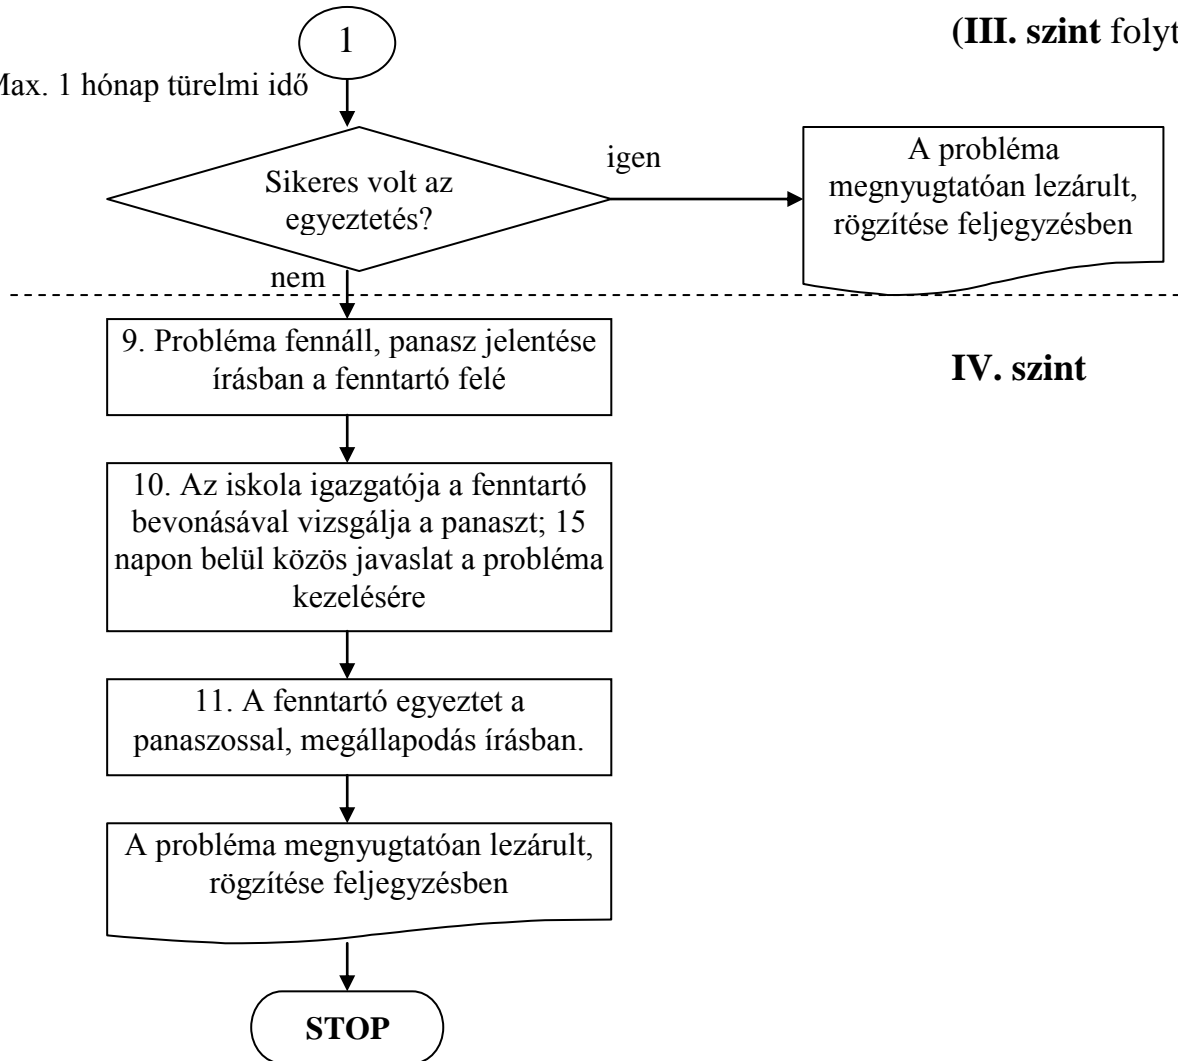 1
(III. szint folyt
Max. 1 hónap türelmi idő
igen
Sikeres volt az
egyeztetés?
A probléma
megnyugtatóan lezárult,
rögzítése feljegyzésben
nem
9. Probléma fennáll, panasz jelentése
írásban a fenntartó felé
IV. szint
10. Az iskola igazgatója a fenntartó
bevonásával vizsgálja a panaszt; 15
napon belül közös javaslat a probléma
kezelésére
11. A fenntartó egyeztet a
panaszossal, megállapodás írásban.
A probléma megnyugtatóan lezárult,
rögzítése feljegyzésben
STOP